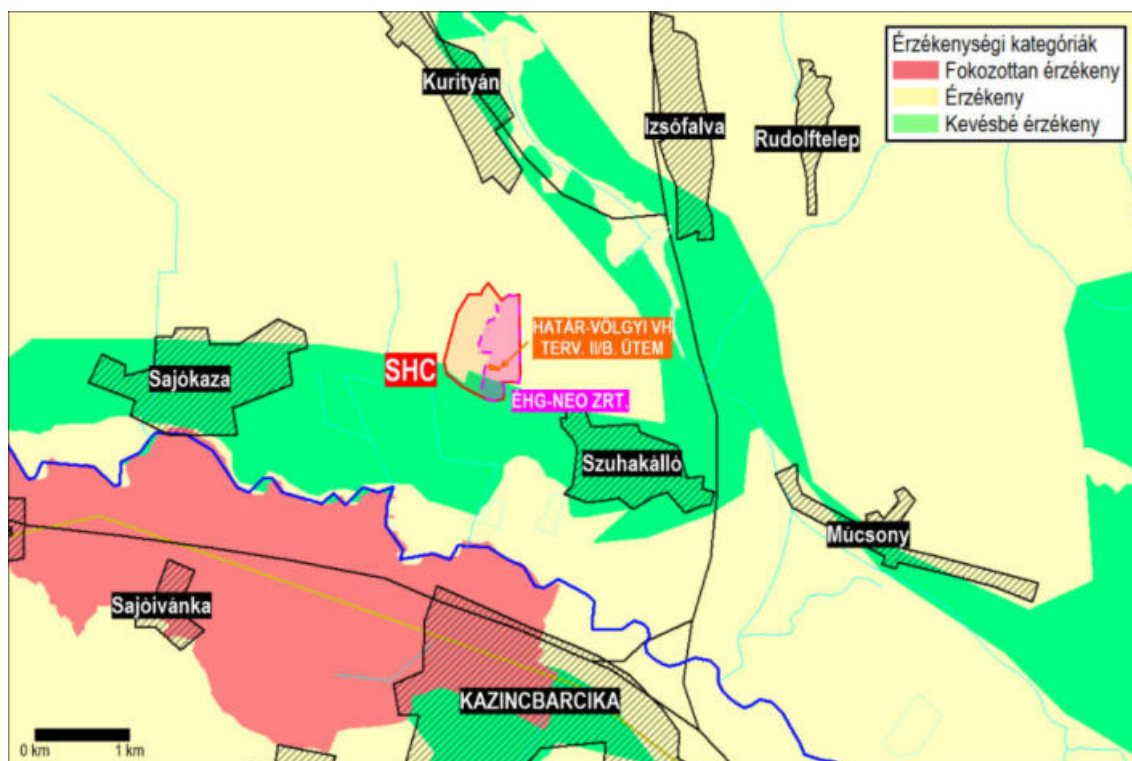 Érzékenységi kategóriák
Fokozottan érzékeny
Érzékeny
Kevésbé érzékeny
Kurityán
Izsófalva
Rudolftelep
HATÁR-VÖLGYI VH
TERV. II/B. ÜTEM
SHC
Sajókaza
ÉHG-NEO ZRT.
Szuhakálló
Múcsony
Sajóivánka
KAZINCBARCIKA
0 km 1 km